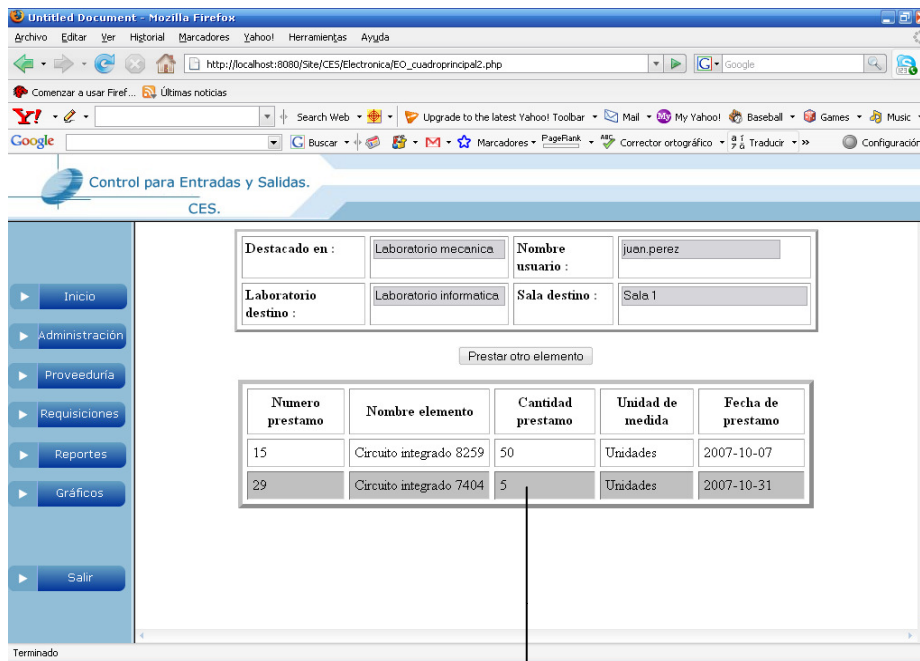 Untitled Document - Mozilla Firefox
Archivo Editar Ver Historial Marcadores Yahoo! Herramientas Ayuda
http://localhost:8080/Site/CES/Electronica/EO_cuadroprincipal2.php
G Google
Comenzar a usar Firef... Últimas noticias
Y! Search Web Upgrade to the latest Yahoo! Toolbar Mail My Yahoo! Baseball Games Music
Google G Buscar Marcadores PageRank Corrector ortográfico Traducir » Configuración
Control para Entradas y Salidas.
CES.
Destacado en : Laboratorio mecanica Nombre usuario : juan.perez
Laboratorio destino : Laboratorio informatica Sala destino : Sala 1
Inicio
Administración
Proveeduría
Requisiciones
Reportes
Gráficos
Salir
Prestar otro elemento
Numero prestamo Nombre elemento Cantidad prestamo Unidad de medida Fecha de prestamo
15 Circuito integrado 8259 50 Unidades 2007-10-07
29 Circuito integrado 7404 5 Unidades 2007-10-31
Terminado